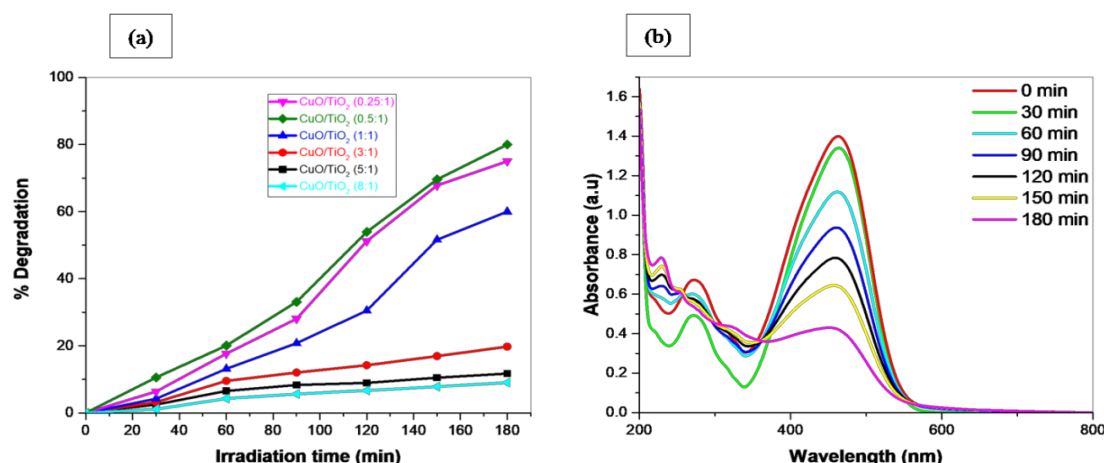 (a)
% Degradation
100
80
60
40
20
0
CuO/TiO₂ (0.25:1)
CuO/TiO₂ (0.5:1)
CuO/TiO₂ (1:1)
CuO/TiO₂ (3:1)
CuO/TiO₂ (5:1)
0 20 40 60 80 100 120 140 160 180
Irradiation time (min)
(b)
Absorbance (a.u)
1.6
1.4
1.2
1.0
0.8
0.6
0.4
0.2
0.0
0 min
30 min
60 min
90 min
120 min
150 min
180 min
200 400 600 800
Wavelength (nm)